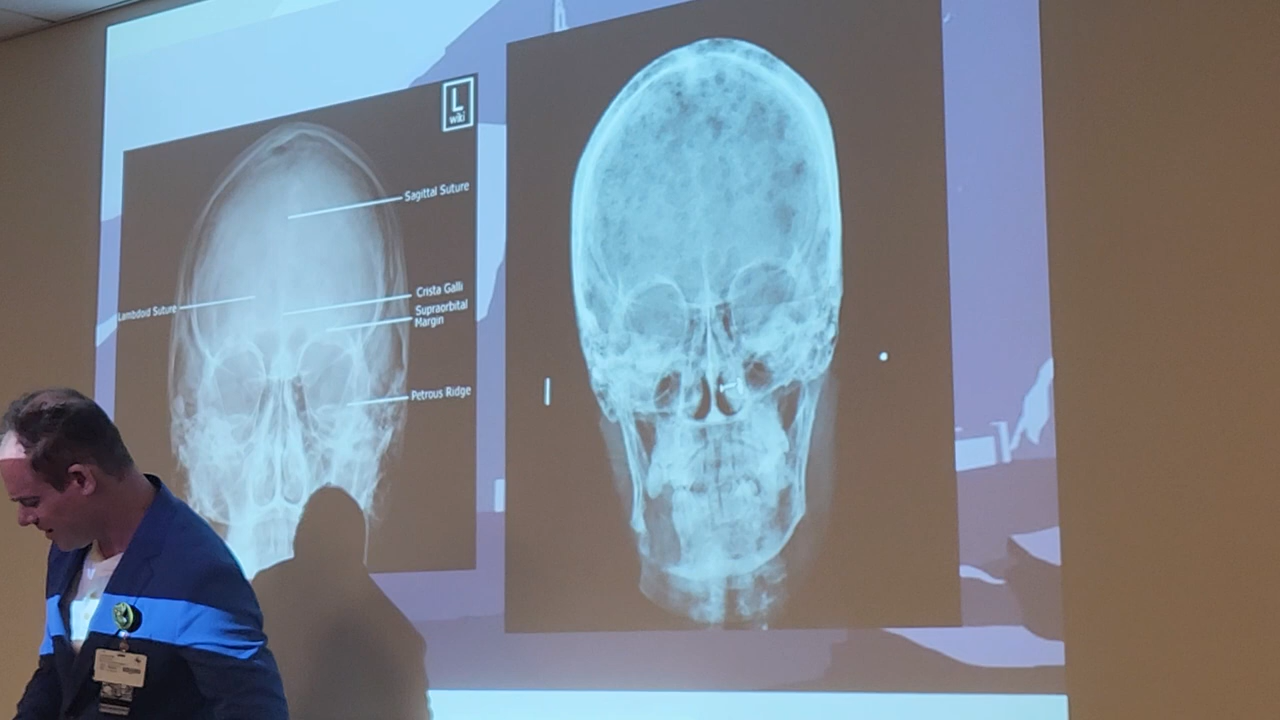 L
wiki
Sagittal Suture
Lambdoid Suture
Crista Galli
Supraorbital
Margin
Petrous Ridge